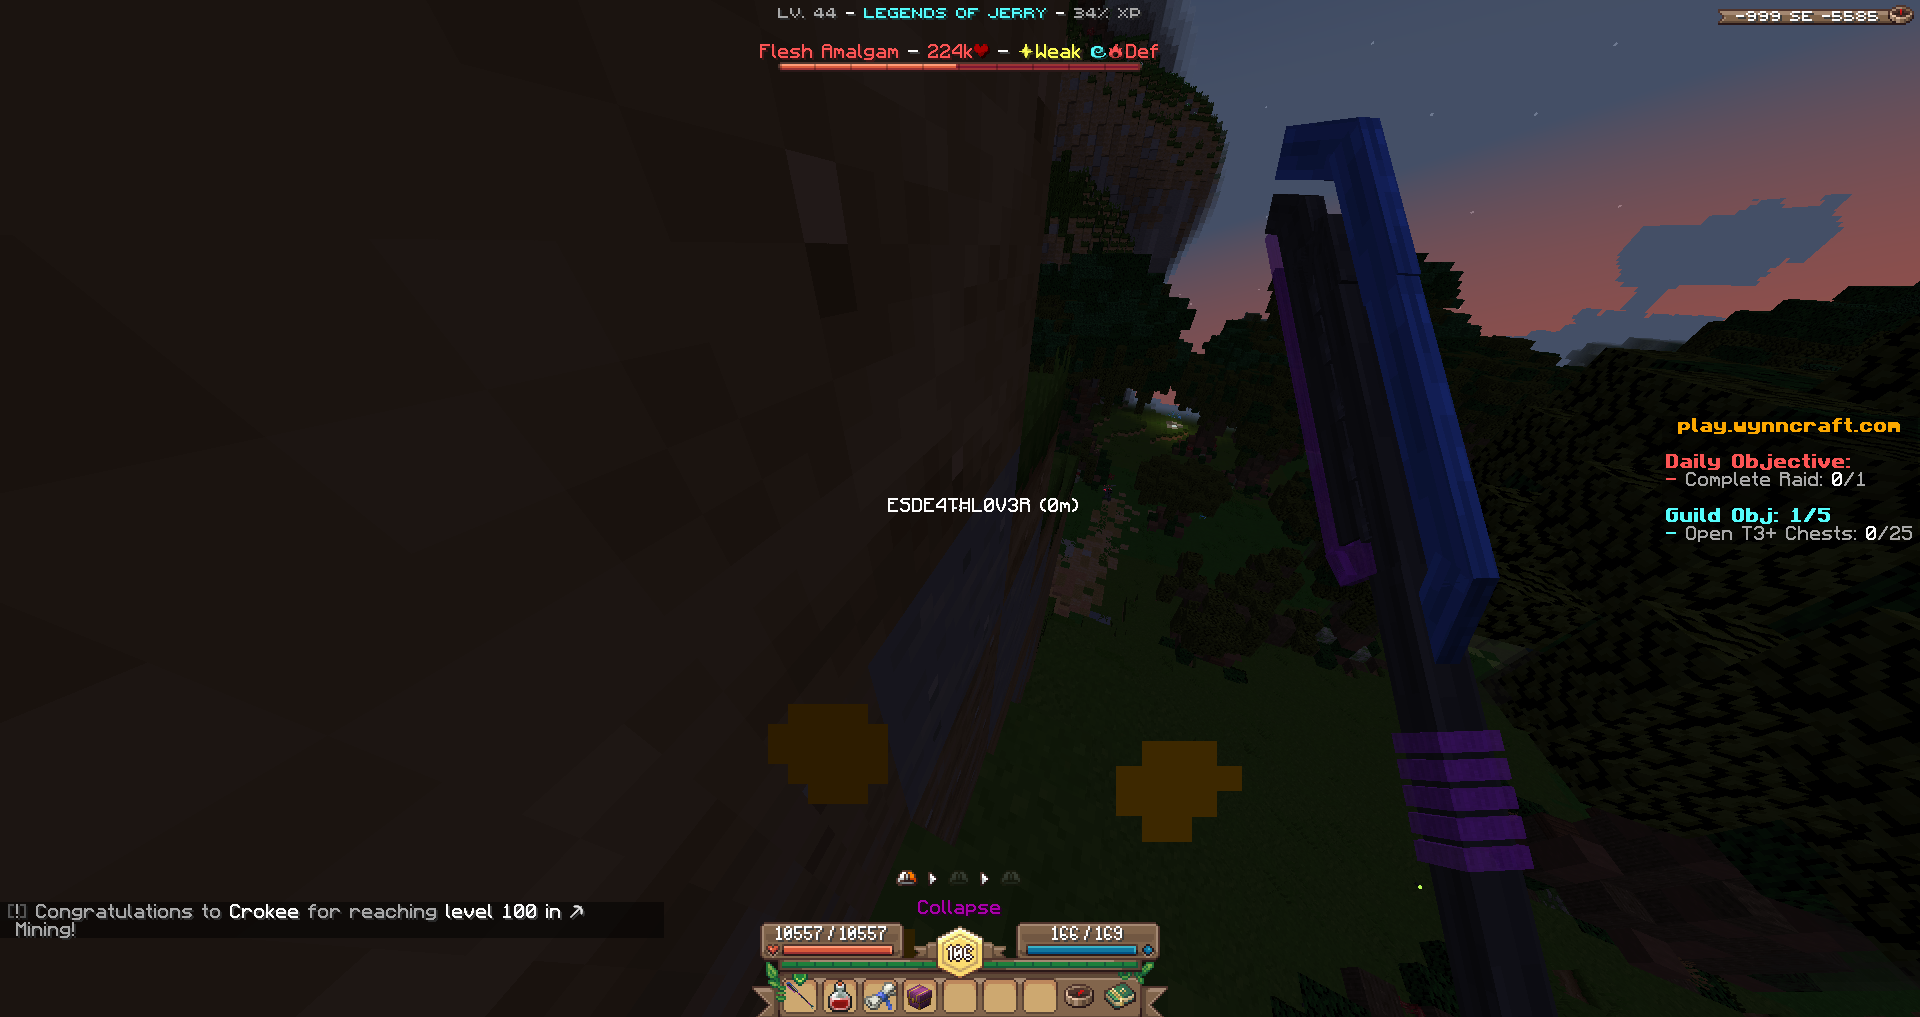 LV. 44 - LEGENDS OF JERRY - 34% XP
-999 SE -5585
Flesh Amalgam - 224k❤ - ✦Weak Def
play.wynncraft.com
Daily Objective:
- Complete Raid: 0/1
Guild Obj: 1/5
- Open T3+ Chests: 0/25
ESDE4THL0V3R (0m)
[!] Congratulations to Crokee for reaching level 100 in
Mining!
Collapse
10557/10557
106
166/169